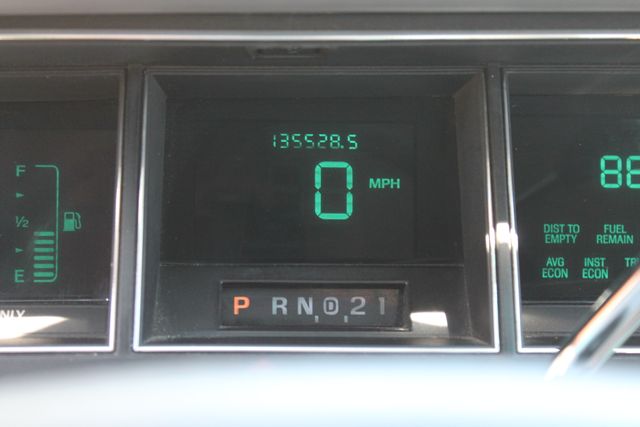 135528.5
0 MPH
F
½
E
P R N D 2 1
DIST TO EMPTY
FUEL REMAIN
AVG ECON
INST ECON